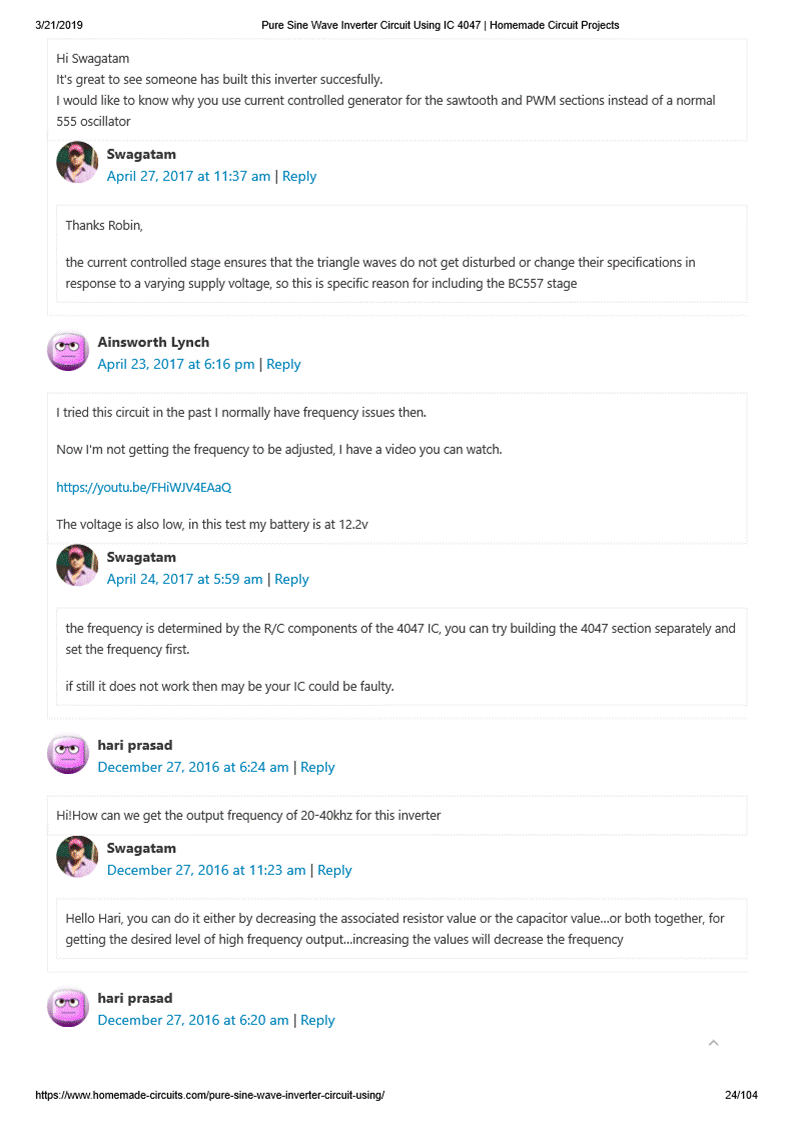 3/21/2019
Pure Sine Wave Inverter Circuit Using IC 4047 | Homemade Circuit Projects
Hi Swagatam
It's great to see someone has built this inverter succesfully.
I would like to know why you use current controlled generator for the sawtooth and PWM sections instead of a normal
555 oscillator
Swagatam
April 27, 2017 at 11:37 am | Reply
Thanks Robin,
the current controlled stage ensures that the triangle waves do not get disturbed or change their specifications in
response to a varying supply voltage, so this is specific reason for including the BC557 stage
Ainsworth Lynch
April 23, 2017 at 6:16 pm | Reply
I tried this circuit in the past I normally have frequency issues then.
Now I'm not getting the frequency to be adjusted, I have a video you can watch.
https://youtu.be/FHiWJV4EAaQ
The voltage is also low, in this test my battery is at 12.2v
Swagatam
April 24, 2017 at 5:59 am | Reply
the frequency is determined by the R/C components of the 4047 IC, you can try building the 4047 section separately and
set the frequency first.
if still it does not work then may be your IC could be faulty.
hari prasad
December 27, 2016 at 6:24 am | Reply
Hi!How can we get the output frequency of 20-40khz for this inverter
Swagatam
December 27, 2016 at 11:23 am | Reply
Hello Hari, you can do it either by decreasing the associated resistor value or the capacitor value...or both together, for
getting the desired level of high frequency output...increasing the values will decrease the frequency
hari prasad
December 27, 2016 at 6:20 am | Reply
https://www.homemade-circuits.com/pure-sine-wave-inverter-circuit-using/
24/104